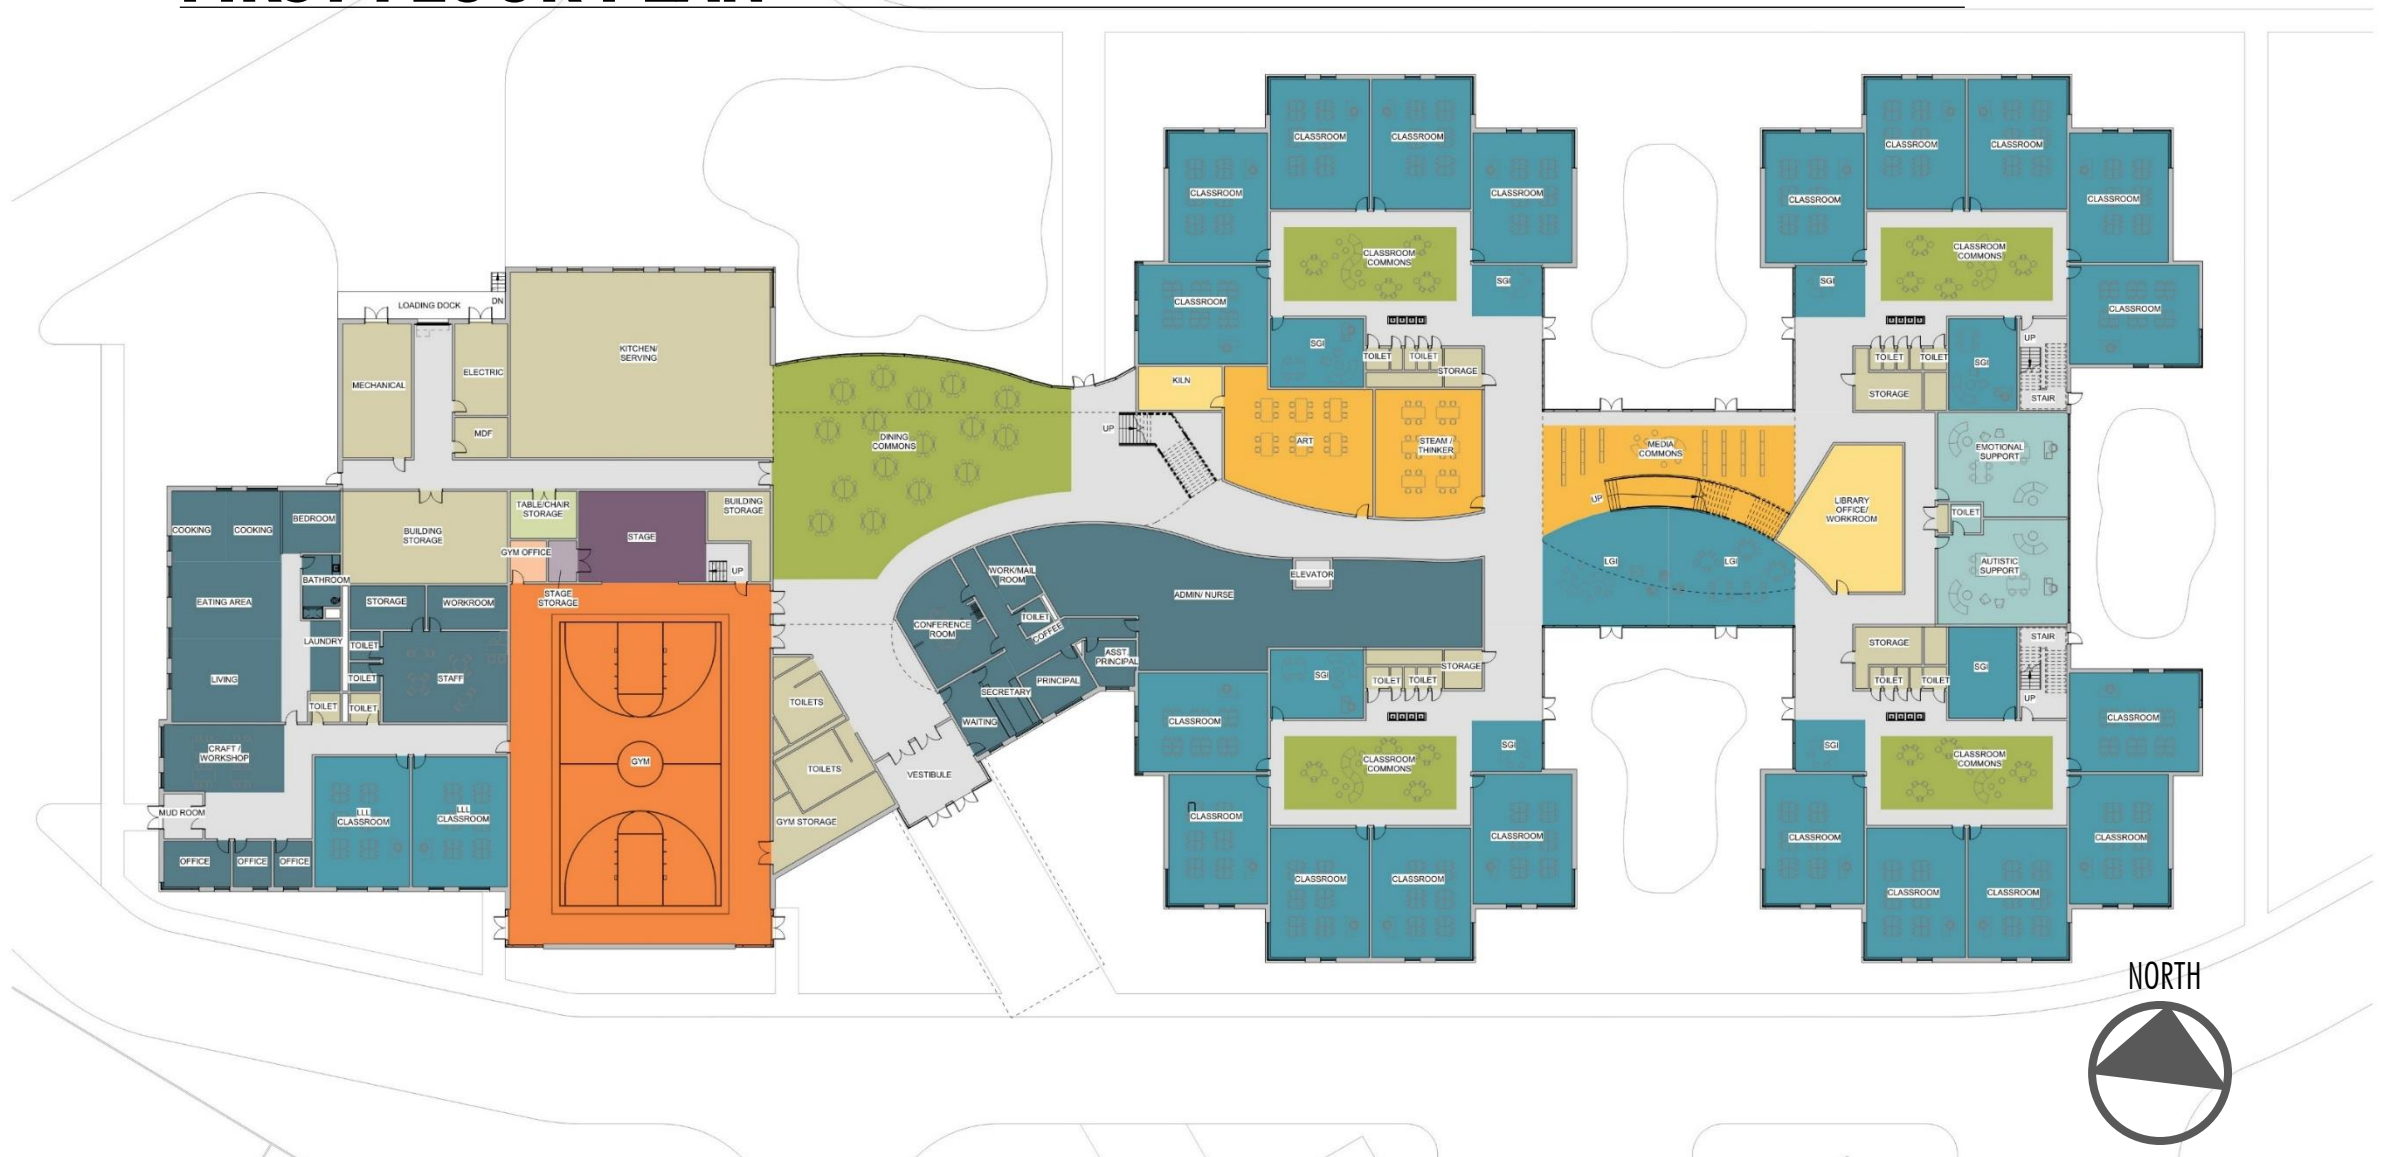 FIRST FLOOR PLAN
CLASSROOM
CLASSROOM
CLASSROOM
CLASSROOM
CLASSROOM
COMMONS
SGI
CLASSROOM
SGI
TOILET
TOILET
STORAGE
CLASSROOM
CLASSROOM
CLASSROOM
CLASSROOM
CLASSROOM
COMMONS
SGI
CLASSROOM
UP
SGI
TOILET
TOILET
STORAGE
STAIR
LOADING DOCK
DN
KITCHEN/
SERVING
MECHANICAL
ELECTRIC
MDF
DINING
COMMONS
KILN
UP
ART
STEAM /
THINKER
MEDIA
COMMONS
UP
LGI
LGI
LIBRARY
OFFICE/
WORKROOM
EMOTIONAL
SUPPORT
TOILET
AUTISTIC
SUPPORT
COOKING
COOKING
BEDROOM
BUILDING
STORAGE
TABLE/CHAIR
STORAGE
GYM OFFICE
STAGE
BUILDING
STORAGE
UP
STAGE
STORAGE
BATHROOM
EATING AREA
STORAGE
WORKROOM
LAUNDRY
TOILET
TOILET
STAFF
LIVING
TOILET
TOILET
CRAFT /
WORKSHOP
MUD ROOM
OFFICE
OFFICE
OFFICE
LLL
CLASSROOM
LLL
CLASSROOM
GYM
TOILETS
TOILETS
GYM STORAGE
VESTIBULE
WORK/MAIL
ROOM
CONFERENCE
ROOM
TOILET
COFFEE
ADMIN/ NURSE
ELEVATOR
ASST.
PRINCIPAL
PRINCIPAL
SECRETARY
WAITING
SGI
STORAGE
TOILET
TOILET
CLASSROOM
SGI
CLASSROOM
COMMONS
CLASSROOM
CLASSROOM
CLASSROOM
CLASSROOM
STORAGE
STAIR
SGI
TOILET
TOILET
UP
CLASSROOM
SGI
CLASSROOM
COMMONS
CLASSROOM
CLASSROOM
CLASSROOM
CLASSROOM
NORTH